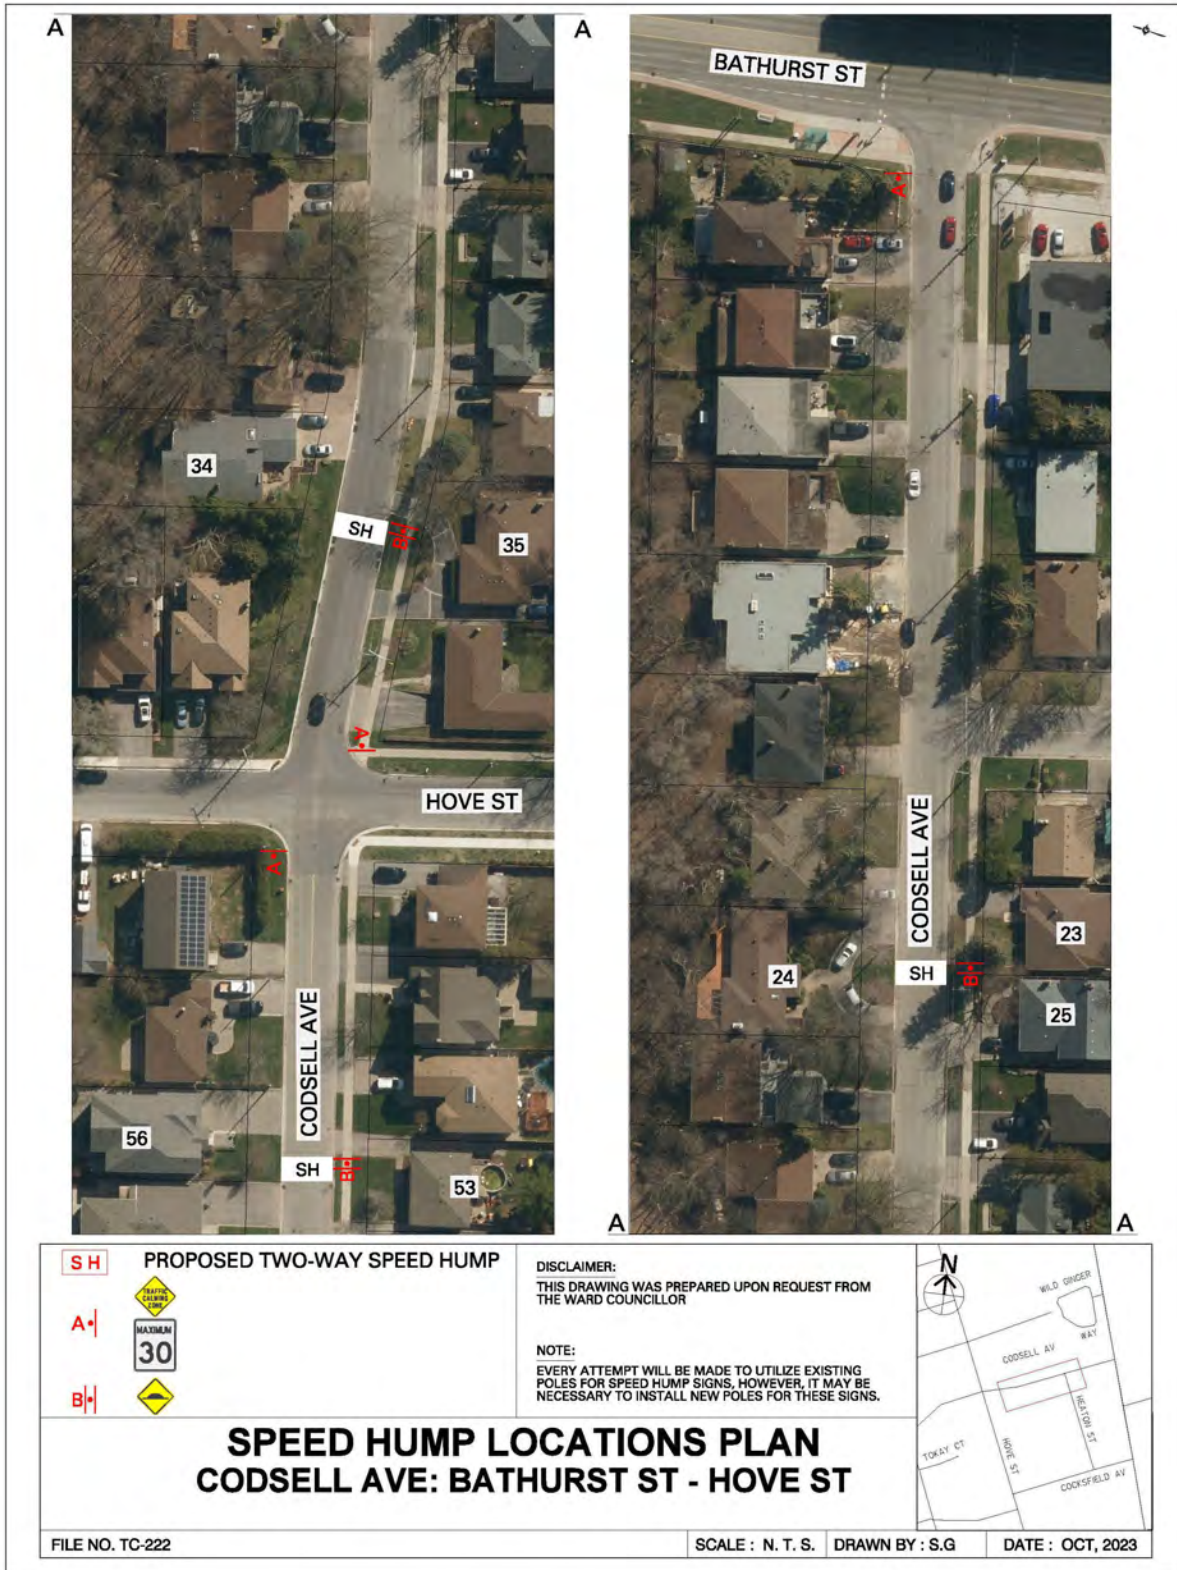 A
A
34
SH
B
35
A
HOVE ST
A
CODSELL AVE
56
SH
B
53
BATHURST ST
A
CODSELL AVE
23
24
SH
B
25
A
A
S H
PROPOSED TWO-WAY SPEED HUMP
TRAFFIC
CALMING
ZONE
A
MAXIMUM
30
B
DISCLAIMER:
THIS DRAWING WAS PREPARED UPON REQUEST FROM
THE WARD COUNCILLOR
NOTE:
EVERY ATTEMPT WILL BE MADE TO UTILIZE EXISTING
POLES FOR SPEED HUMP SIGNS, HOWEVER, IT MAY BE
NECESSARY TO INSTALL NEW POLES FOR THESE SIGNS.
N
WILD GINGER
WAY
CODSELL AV
HEATON ST
TOKAY CT
HOVE ST
COCKSFIELD AV
SPEED HUMP LOCATIONS PLAN
CODSELL AVE: BATHURST ST - HOVE ST
FILE NO. TC-222
SCALE : N. T. S.
DRAWN BY : S.G
DATE : OCT, 2023